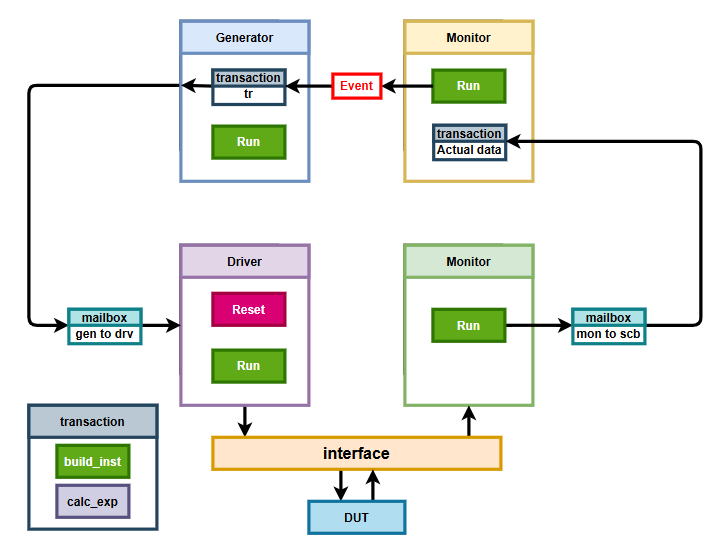 Generator
transaction
tr
Run
Event
Monitor
Run
transaction
Actual data
Driver
Reset
Run
Monitor
Run
mailbox
gen to drv
mailbox
mon to scb
transaction
build_inst
calc_exp
interface
DUT